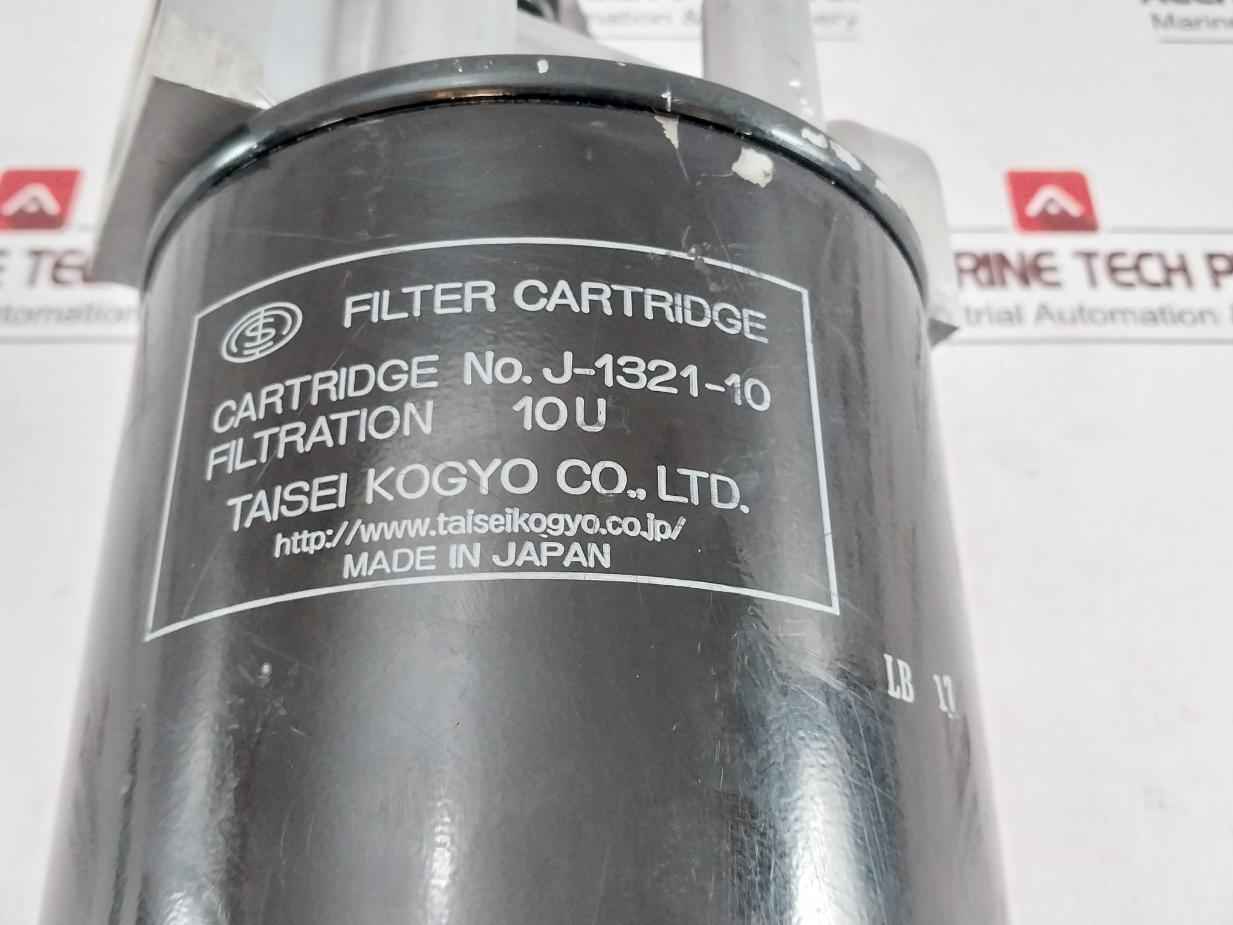 FILTER CARTRIDGE
CARTRIDGE No. J-1321-10
FILTRATION 10U
TAISEI KOGYO CO., LTD.
http://www.taiseikogyo.co.jp/
MADE IN JAPAN
LB 17
TECH
RINE TECH P
trial Automation